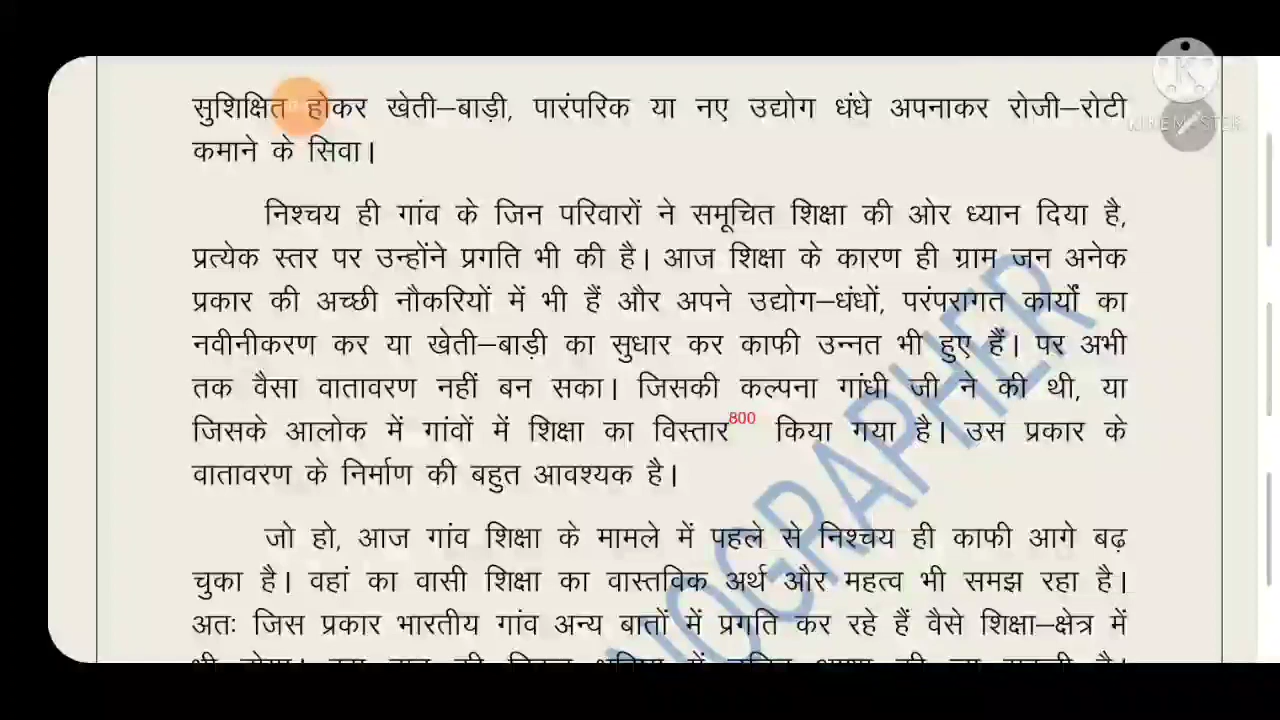 सुशिक्षित होकर खेती–बाड़ी, पारंपरिक या नए उद्योग धंधे अपनाकर रोजी–रोटी
कमाने के सिवा।
KINEMASTER
निश्चय ही गांव के जिन परिवारों ने समूचित शिक्षा की ओर ध्यान दिया है,
प्रत्येक स्तर पर उन्होंने प्रगति भी की है। आज शिक्षा के कारण ही ग्राम जन अनेक
प्रकार की अच्छी नौकरियों में भी हैं और अपने उद्योग–धंधों, परंपरागत कार्यों का
नवीनीकरण कर या खेती–बाड़ी का सुधार कर काफी उन्नत भी हुए हैं। पर अभी
तक वैसा वातावरण नहीं बन सका। जिसकी कल्पना गांधी जी ने की थी, या
जिसके आलोक में गांवों में शिक्षा का विस्तार800 किया गया है। उस प्रकार के
वातावरण के निर्माण की बहुत आवश्यक है।
जो हो, आज गांव शिक्षा के मामले में पहले से निश्चय ही काफी आगे बढ़
चुका है। वहां का वासी शिक्षा का वास्तविक अर्थ और महत्व भी समझ रहा है।
अतः जिस प्रकार भारतीय गांव अन्य बातों में प्रगति कर रहे हैं वैसे शिक्षा–क्षेत्र में
NOGRAPHER